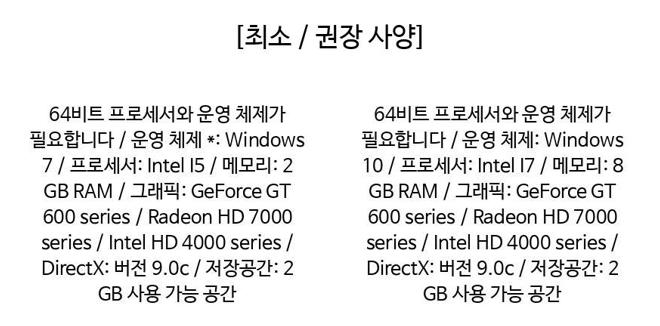 [최소 / 권장 사양]
64비트 프로세서와 운영 체제가
필요합니다 / 운영 체제 *: Windows
7 / 프로세서: Intel I5 / 메모리: 2
GB RAM / 그래픽: GeForce GT
600 series / Radeon HD 7000
series / Intel HD 4000 series /
DirectX: 버전 9.0c / 저장공간: 2
GB 사용 가능 공간
64비트 프로세서와 운영 체제가
필요합니다 / 운영 체제: Windows
10 / 프로세서: Intel I7 / 메모리: 8
GB RAM / 그래픽: GeForce GT
600 series / Radeon HD 7000
series / Intel HD 4000 series /
DirectX: 버전 9.0c / 저장공간: 2
GB 사용 가능 공간